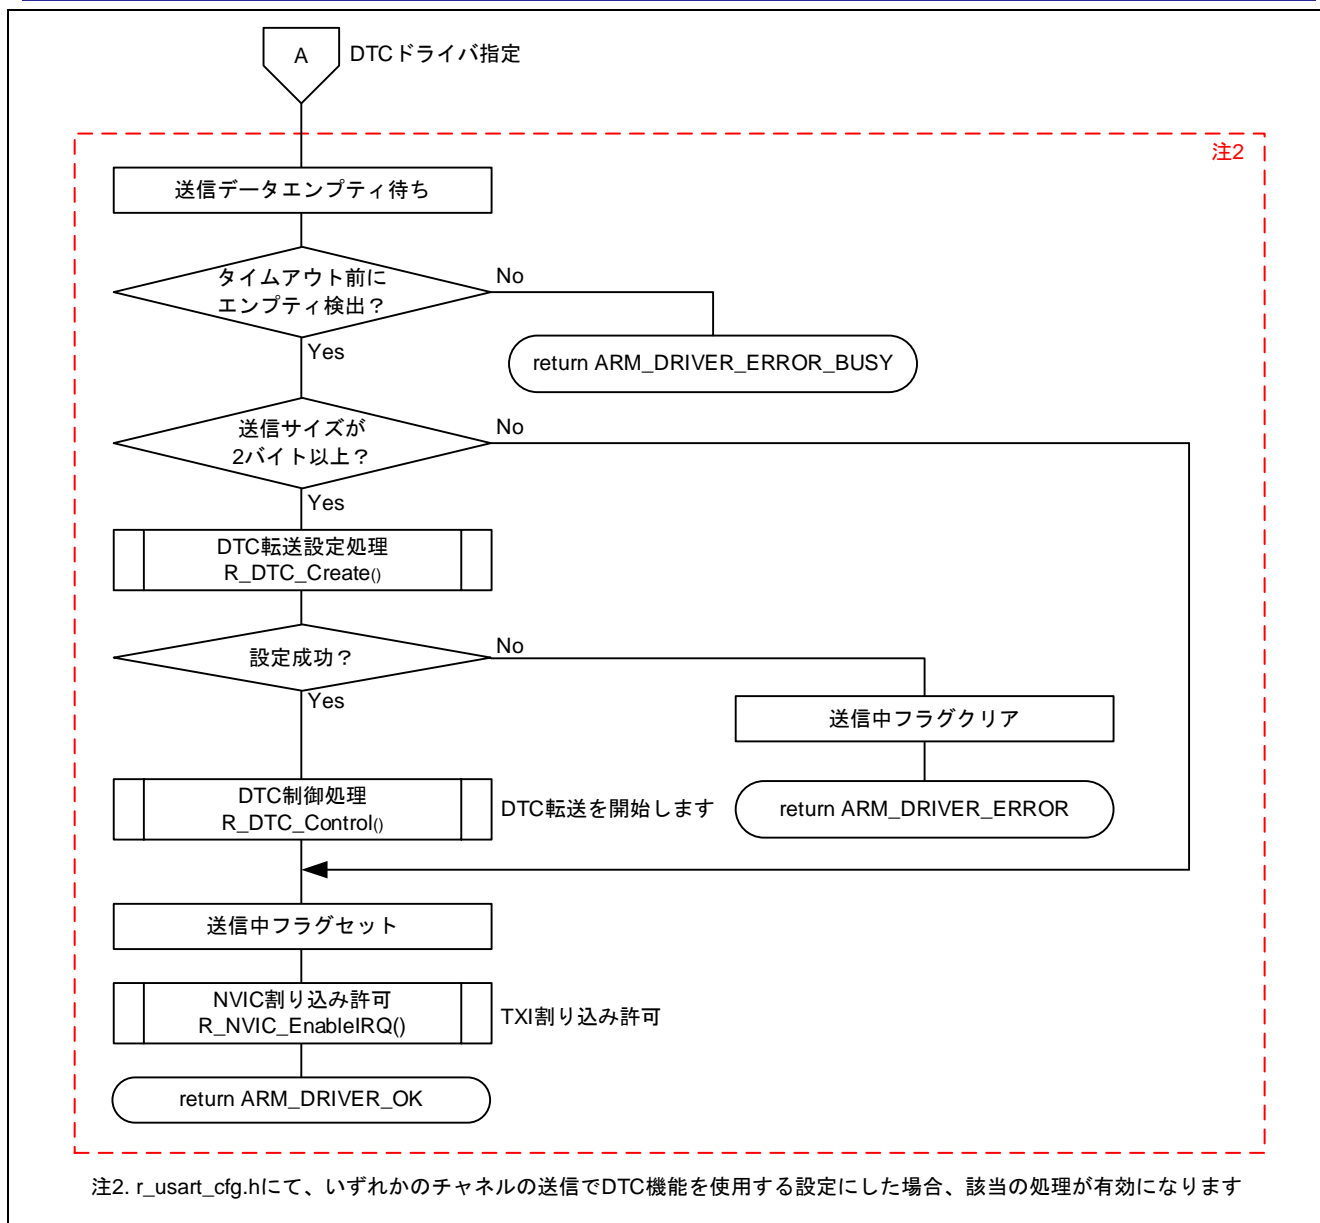 A
DTCドライバ指定
注2
送信データエンプティ待ち
タイムアウト前に
エンプティ検出？
No
return ARM_DRIVER_ERROR_BUSY
Yes
送信サイズが
2バイト以上？
No
Yes
DTC転送設定処理
R_DTC_Create()
設定成功？
No
Yes
送信中フラグクリア
return ARM_DRIVER_ERROR
DTC制御処理
R_DTC_Control()
DTC転送を開始します
送信中フラグセット
NVIC割り込み許可
R_NVIC_EnableIRQ()
TXI割り込み許可
return ARM_DRIVER_OK
注2. r_usart_cfg.hにて、いずれかのチャネルの送信でDTC機能を使用する設定にした場合、該当の処理が有効になります